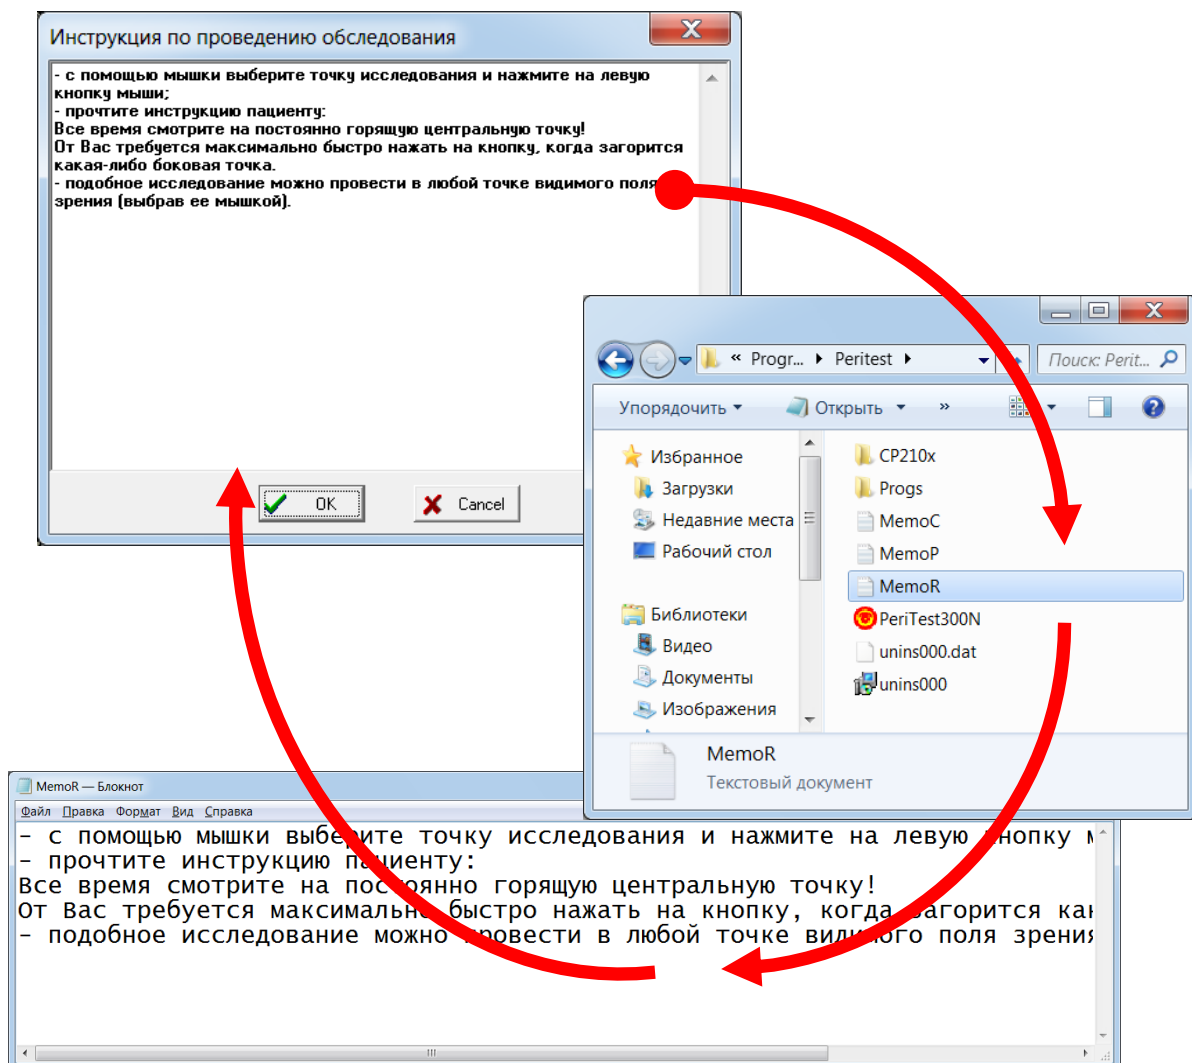 Инструкция по проведению обследования
- с помощью мышки выберите точку исследования и нажмите на левую
кнопку мыши;
- прочтите инструкцию пациенту:
Все время смотрите на постоянно горящую центральную точку!
От Вас требуется максимально быстро нажать на кнопку, когда загорится
какая-либо боковая точка.
- подобное исследование можно провести в любой точке видимого поля
зрения (выбрав ее мышкой).
OK
Cancel
« Progr... Peritest
Поиск: Perit...
Упорядочить
Открыть
»
Избранное
Загрузки
Недавние места
Рабочий стол
Библиотеки
Видео
Документы
Изображения
CP210x
Progs
MemoC
MemoP
MemoR
PeriTest300N
unins000.dat
unins000
MemoR
Текстовый документ
MemoR — Блокнот
Файл Правка Формат Вид Справка
- с помощью мышки выберите точку исследования и нажмите на левую кнопку
- прочтите инструкцию пациенту:
Все время смотрите на постоянно горящую центральную точку!
От Вас требуется максимально быстро нажать на кнопку, когда загорится
- подобное исследование можно провести в любой точке видимого поля зрения